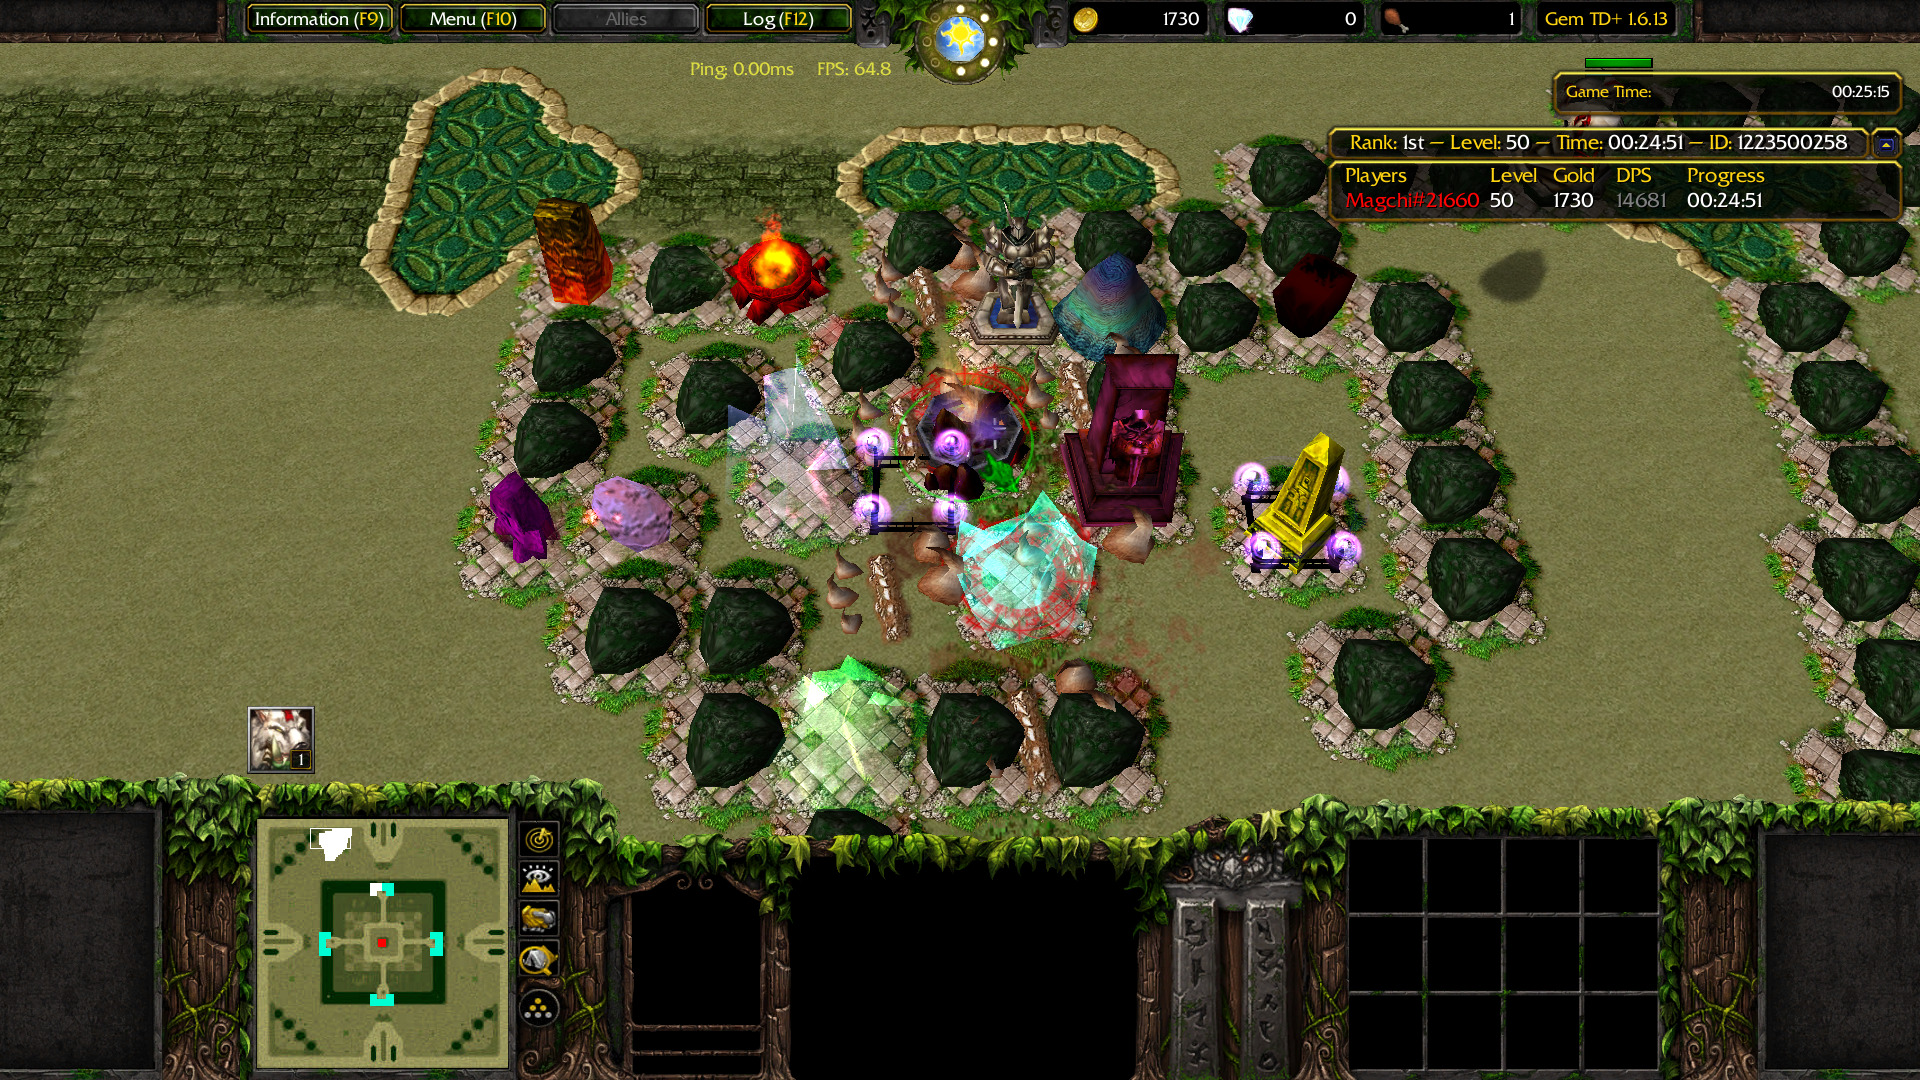 Information (F9) Menu (F10) Allies Log (F12) 1730 0 1 Gem TD+ 1.6.13
Ping: 0.00ms FPS: 64.8
Game Time: 00:25:15
Rank: 1st — Level: 50 — Time: 00:24:51 — ID: 1223500258
Players Level Gold DPS Progress
Magchi#21660 50 1730 14681 00:24:51
1